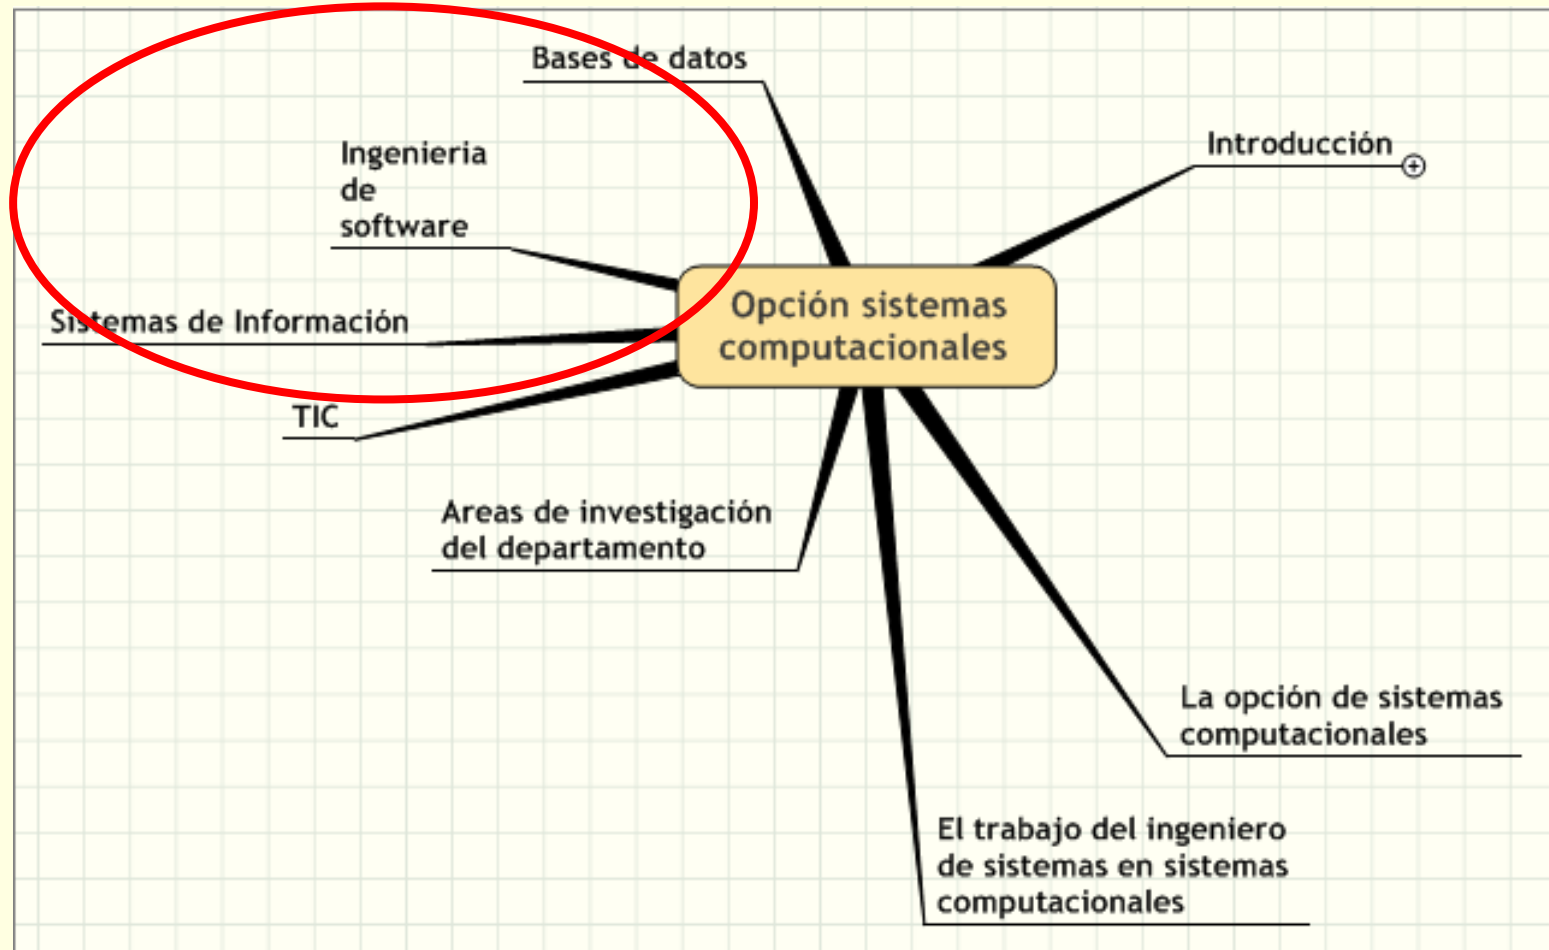 Bases de datos
Introducción
Ingenieria
de
software
Opción sistemas
computacionales
Sistemas de Información
TIC
Areas de investigación
del departamento
La opción de sistemas
computacionales
El trabajo del ingeniero
de sistemas en sistemas
computacionales